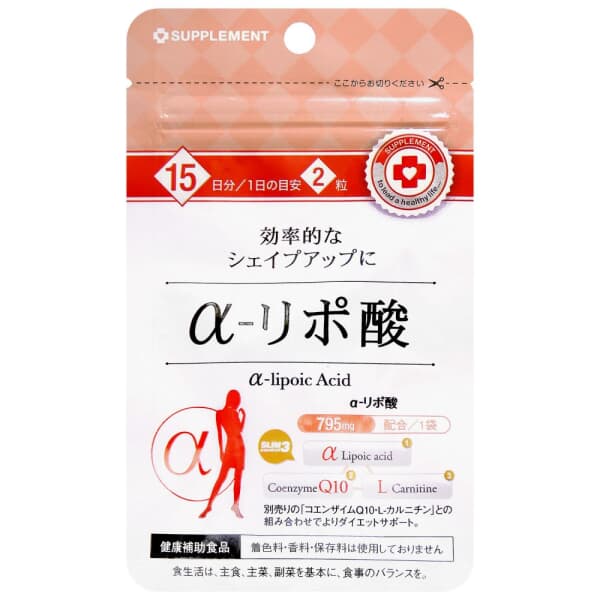 SUPPLEMENT
ここからお切りください
SUPPLEMENT
to lead a healthy life...
15日分/1日の目安2粒
効率的な
シェイプアップに
α-リポ酸
α-lipoic Acid
α-リポ酸
795mg 配合/1袋
α
SLIM 3
α Lipoic acid 1
Coenzyme Q10 2
L Carnitine 3
別売りの「コエンザイムQ10・L-カルニチン」との
組み合わせでよりダイエットサポート。
健康補助食品 着色料・香料・保存料は使用しておりません
食生活は、主食、主菜、副菜を基本に、食事のバランスを。